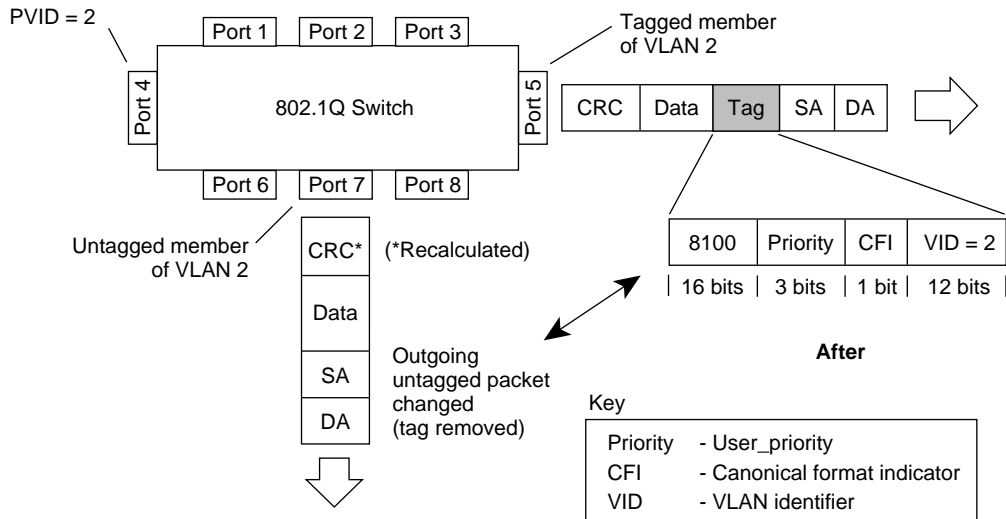 PVID = 2
Port 1
Port 2
Port 3
Tagged member
of VLAN 2
Port 4
802.1Q Switch
Port 5
CRC
Data
Tag
SA
DA
Port 6
Port 7
Port 8
Untagged member
of VLAN 2
CRC*
(*Recalculated)
Data
SA
DA
8100
Priority
CFI
VID = 2
16 bits
3 bits
1 bit
12 bits
After
Outgoing
untagged packet
changed
(tag removed)
Key
Priority - User_priority
CFI - Canonical format indicator
VID - VLAN identifier